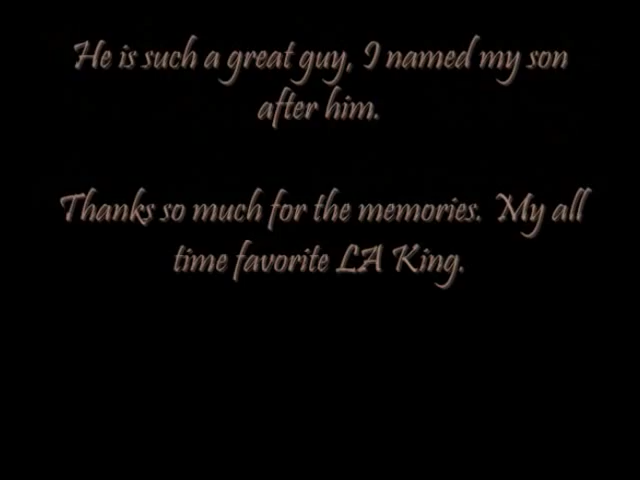 He is such a great guy, I named my son
after him.
Thanks so much for the memories. My all
time favorite LA King.